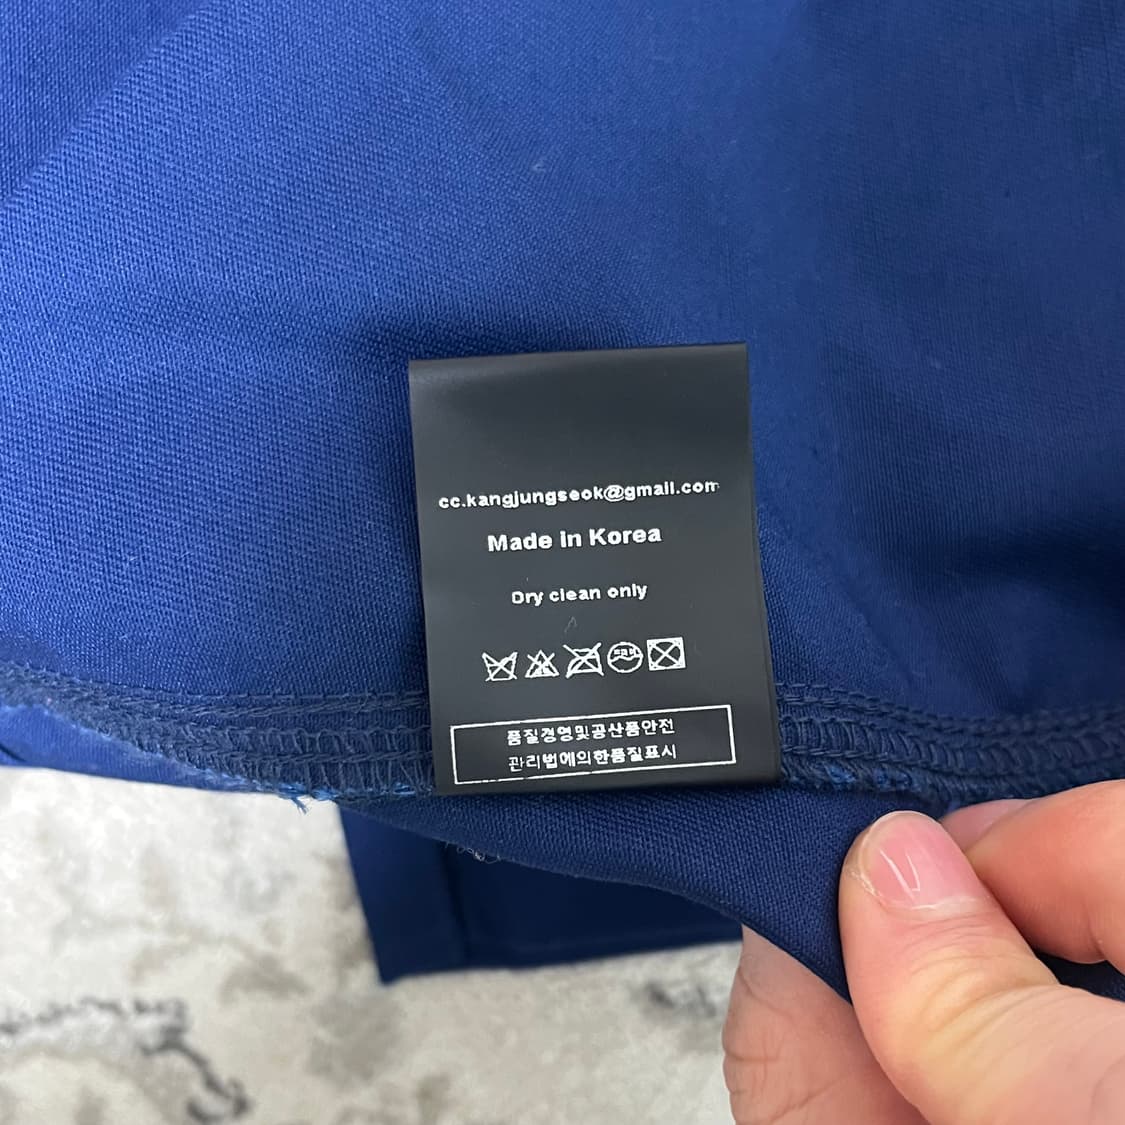 cc.kangjungseok@gmail.com
Made in Korea
Dry clean only
품질경영및공산품안전
관리법에의한품질표시